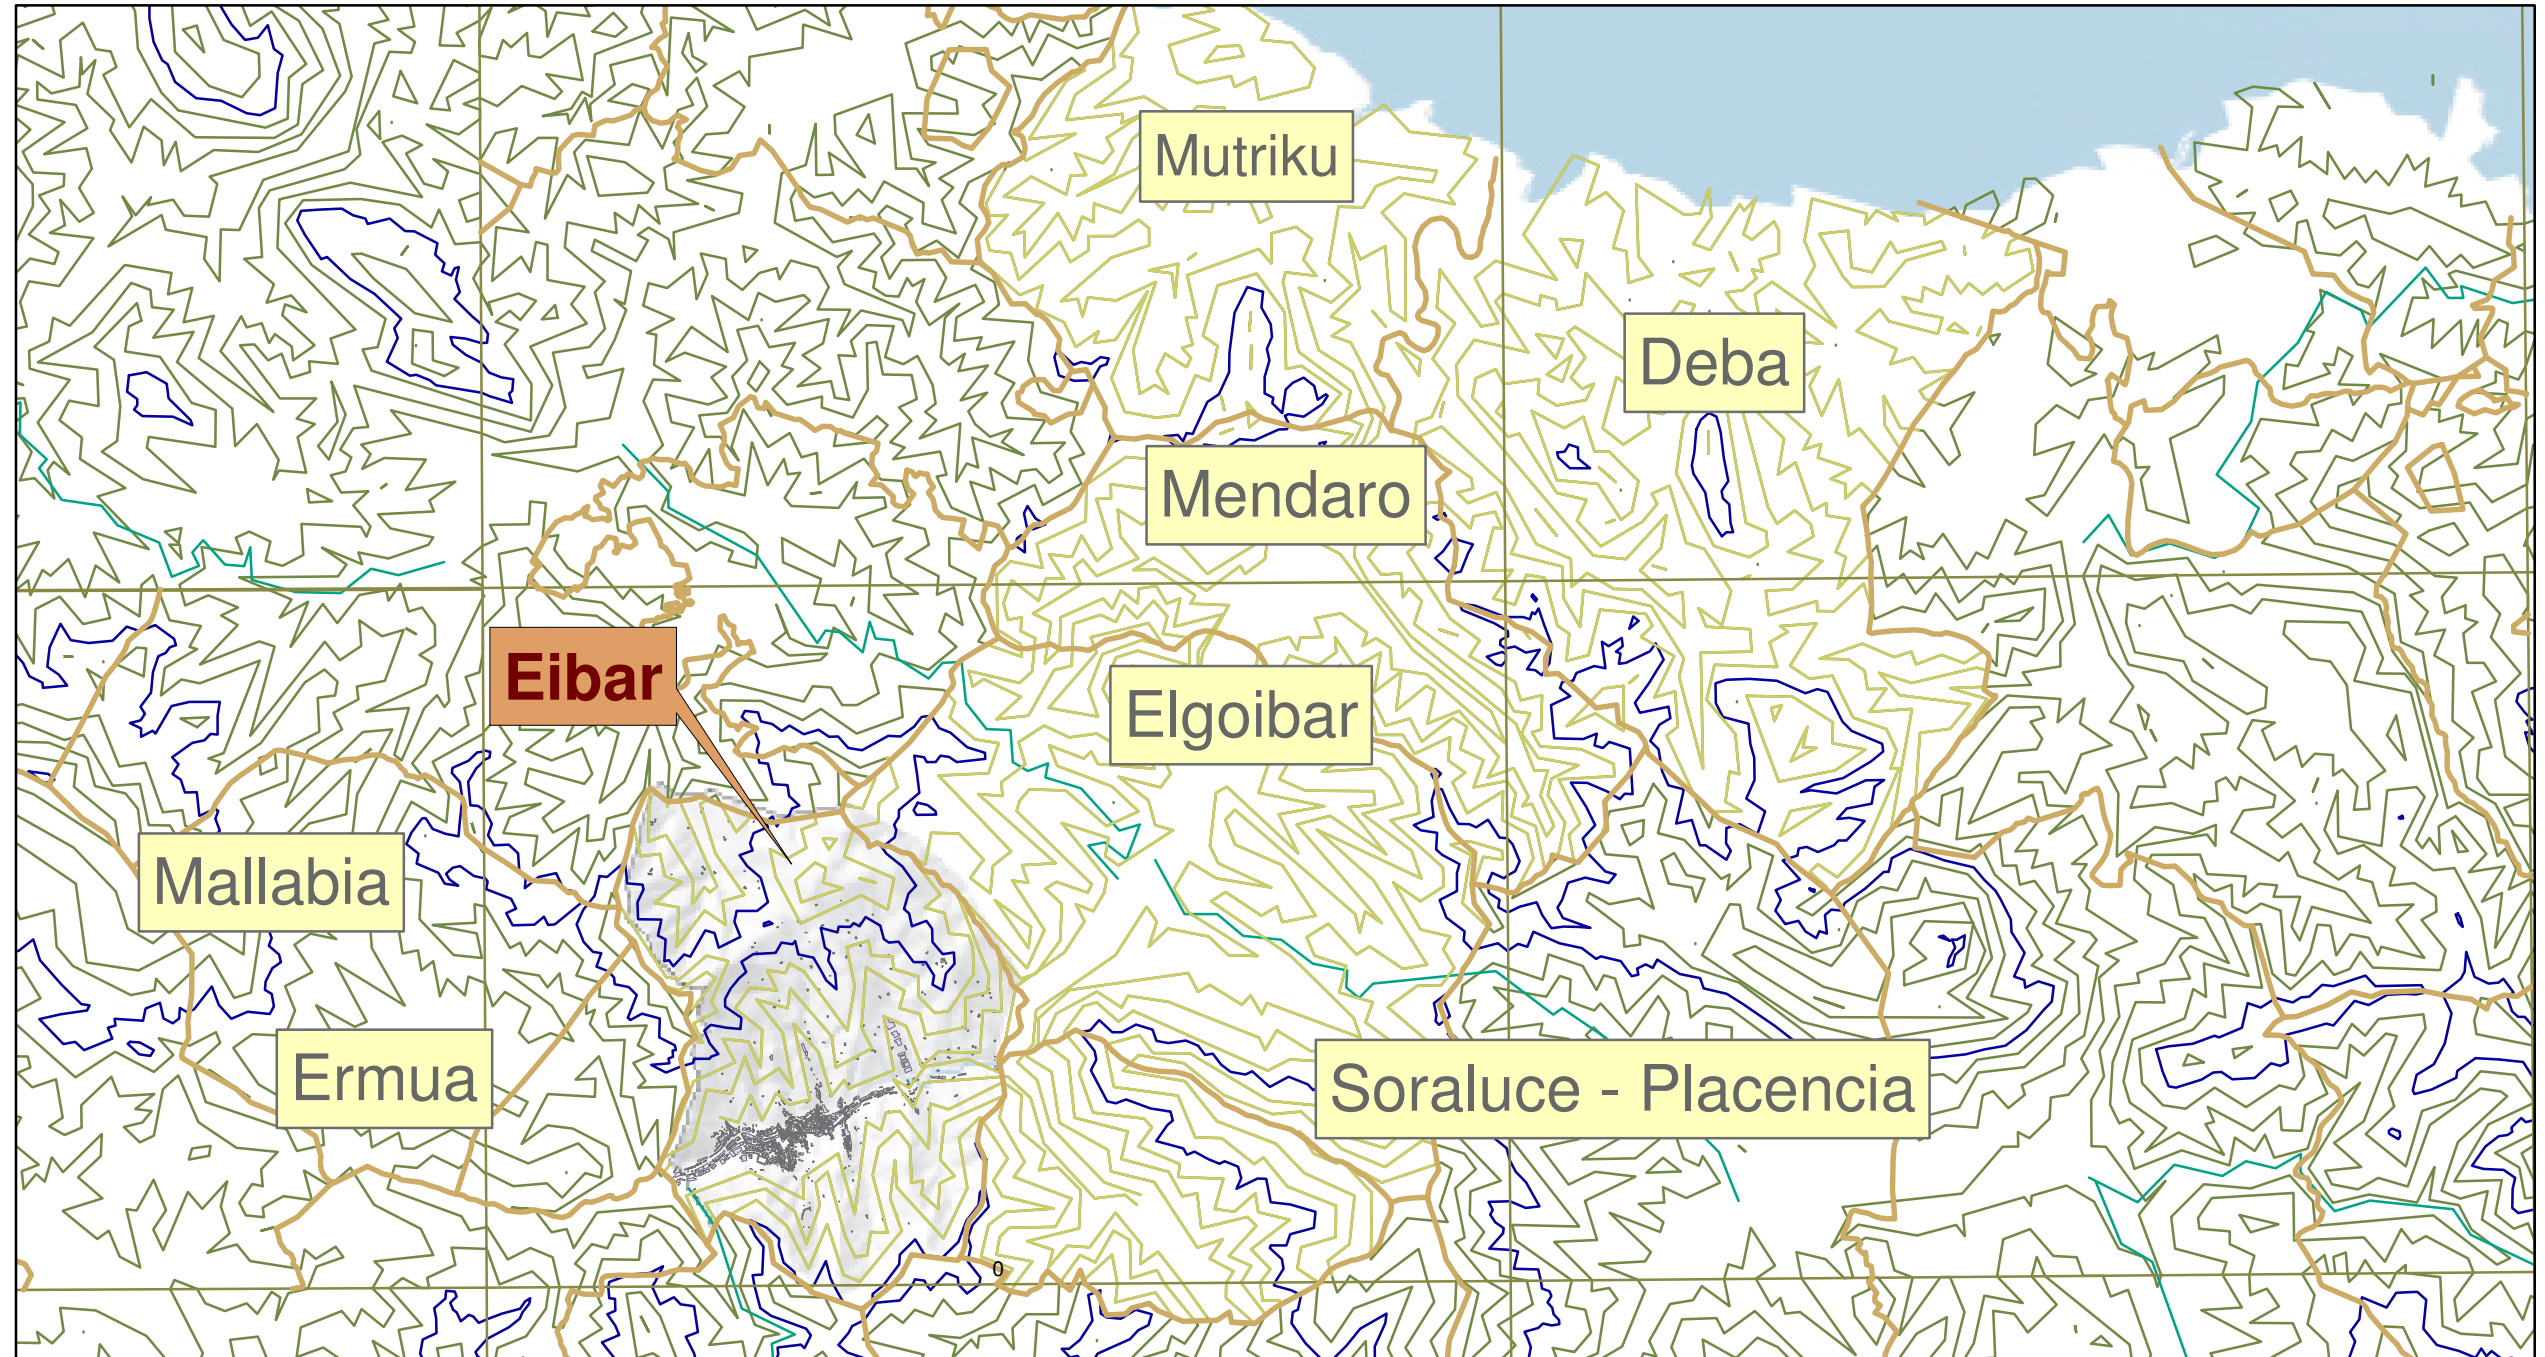 Mutriku
Deba
Mendaro
Eibar
Elgoibar
Mallabia
Ermua
Soraluce - Placencia
0